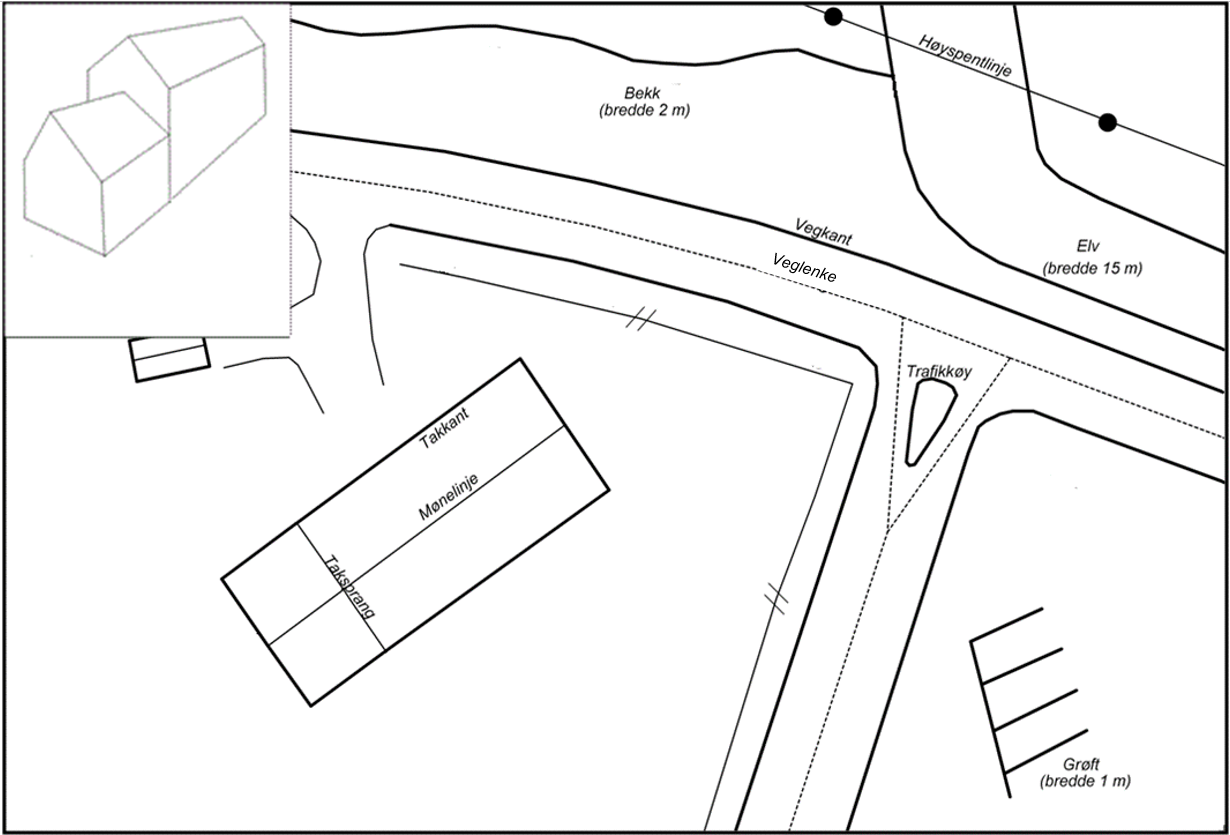 Høyspentlinje
Bekk
(bredde 2 m)
Vegkant
Elv
(bredde 15 m)
Veglenke
Trafikkøy
Takkant
Mønelinje
Taksprang
Grøft
(bredde 1 m)